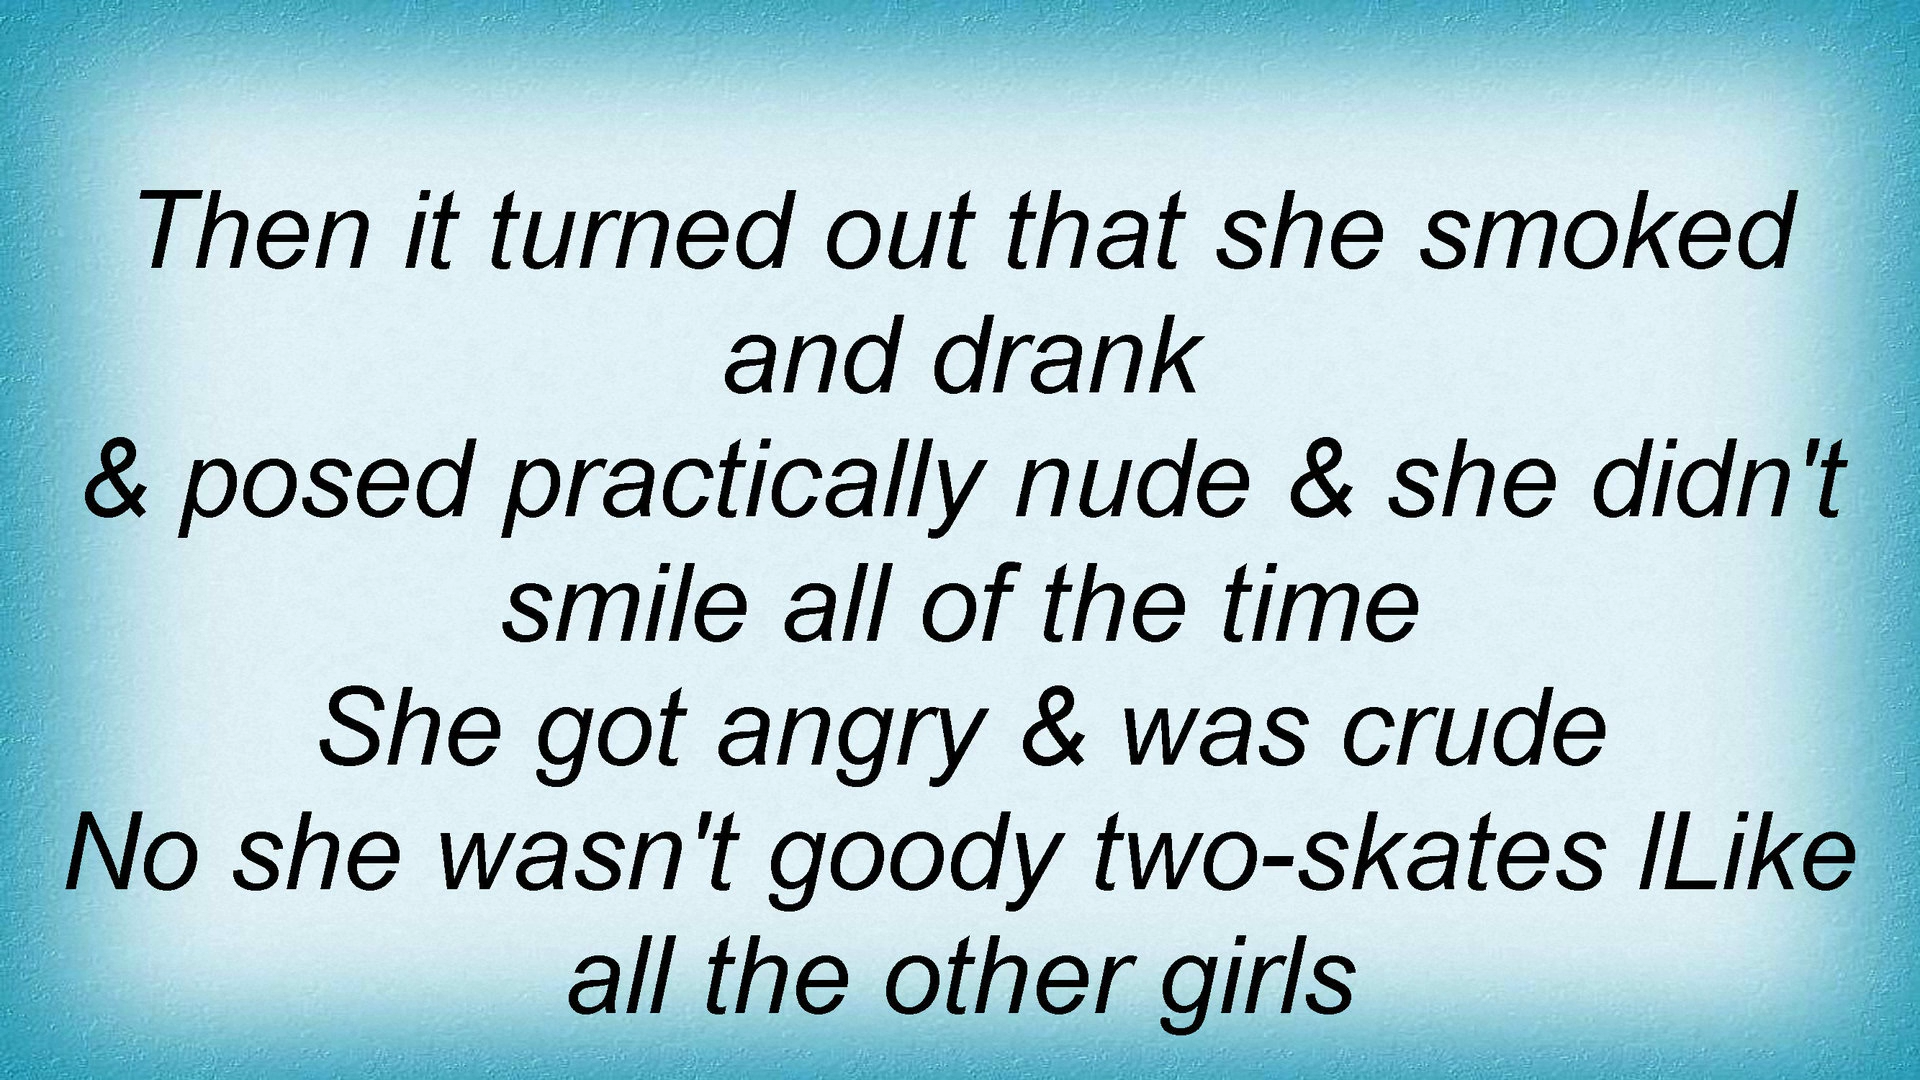 Then it turned out that she smoked
and drank
& posed practically nude & she didn't
smile all of the time
She got angry & was crude
No she wasn't goody two-skates lLike
all the other girls